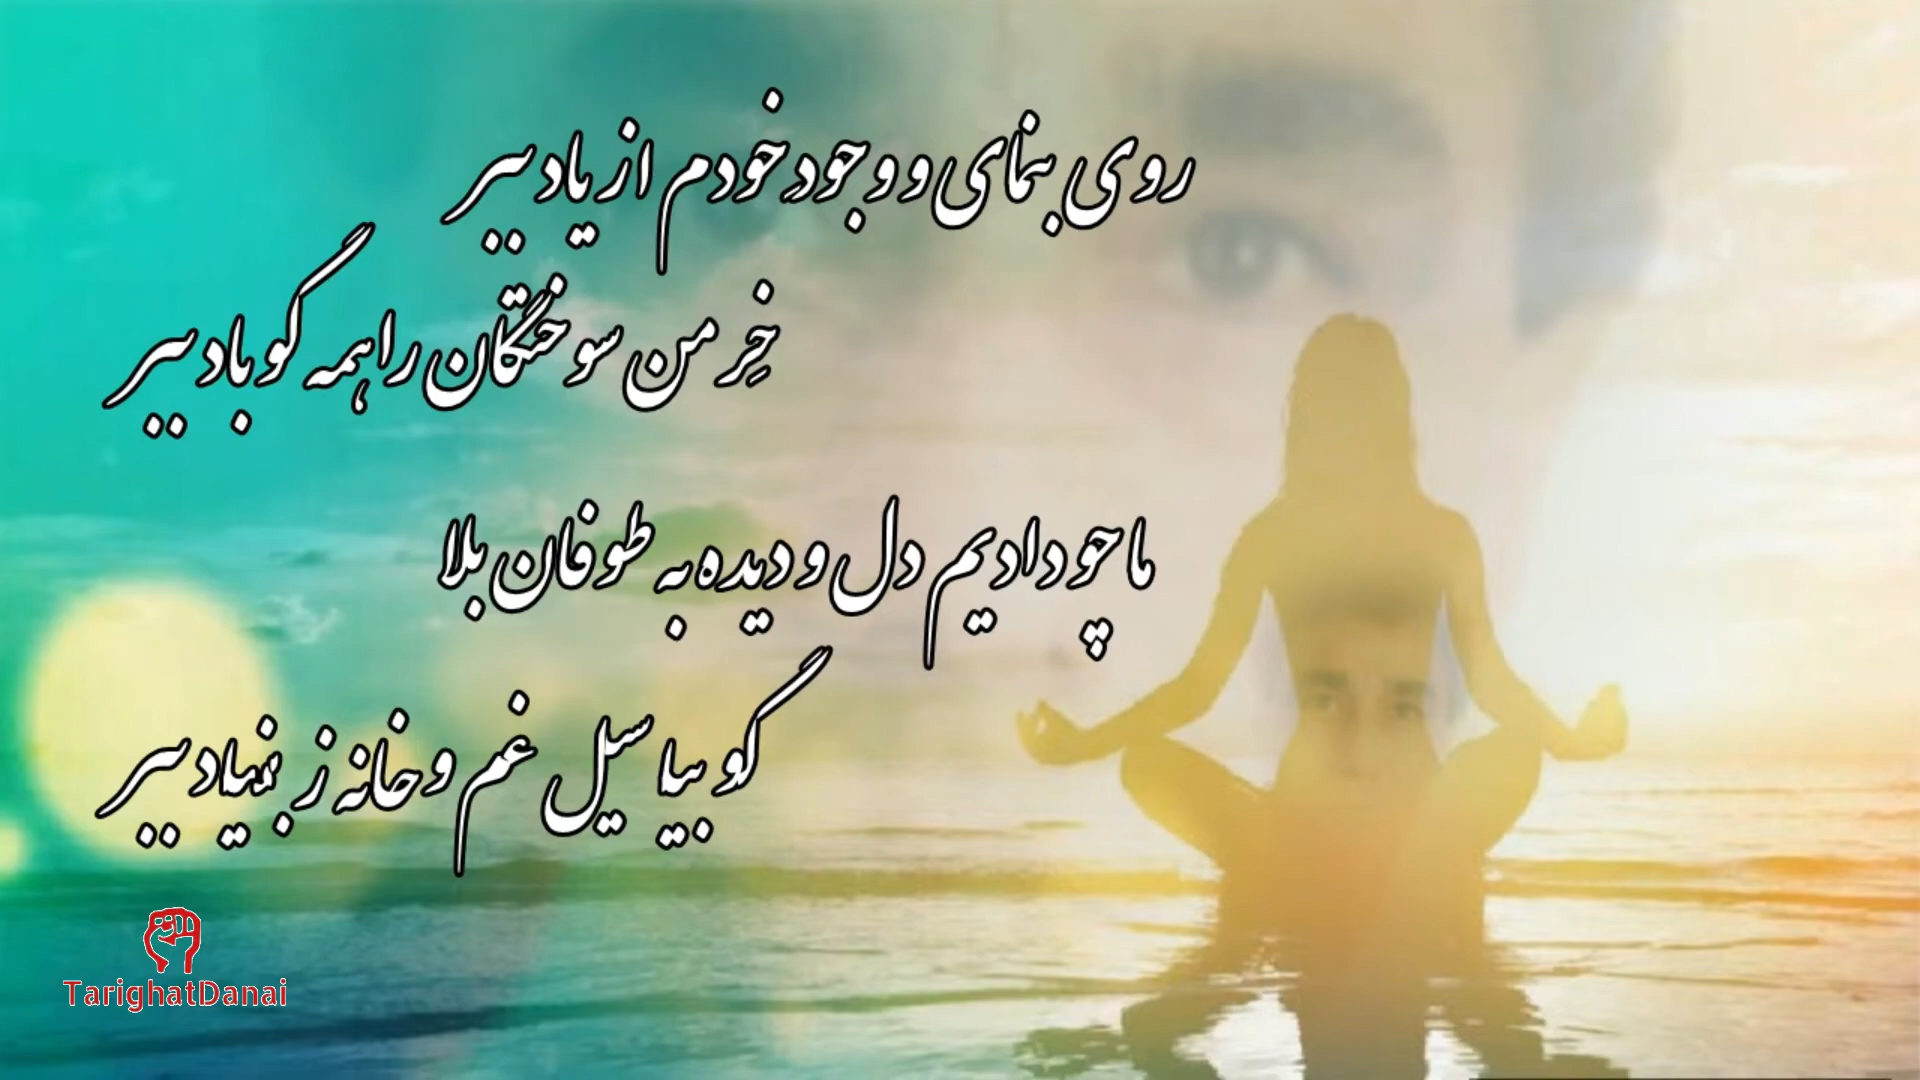 روی بنمای و وجودِ خودم از یاد ببر
خِرمن سوختگان را همه گو باد ببر
ما چو دادیم دل و دیده به طوفان بلا
گو بیا سیل غم و خانه ز بنیاد ببر
TarighatDanai